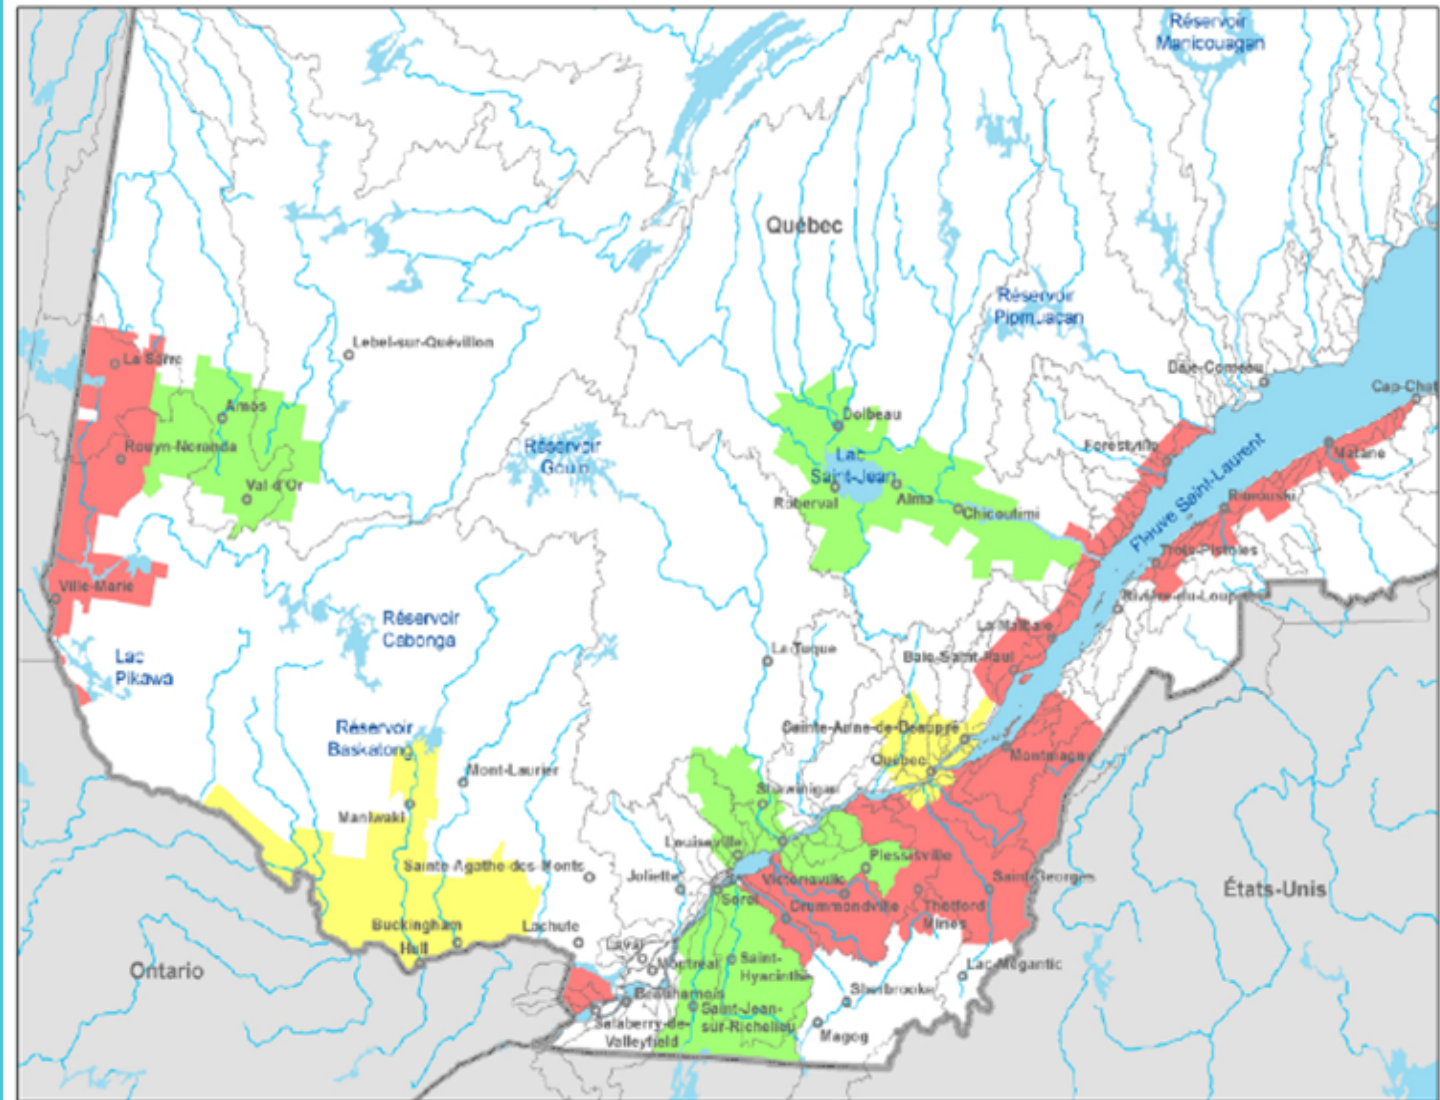 Réservoir
Manicouagan
Québec
Réservoir
Lebel-sur-Quévillon
Cap-Chat
La Sarre
Amos
Dolbeau
Rouyn-Noranda
Réservoir
Gouin
Forestville
Matane
Lac
Saint-Jean
Val-d'Or
Roberval
Alma
Chicoutimi
Rimouski
Fleuve Saint-Laurent
Trois-Pistoles
Ville-Marie
Rivière-du-Loup
Réservoir
Cabonga
La Malbaie
Lac
Pikawa
La Tuque
Baie-Saint-Paul
Réservoir
Baskatong
Sainte-Anne-de-Beaupré
Montmagny
Québec
Mont-Laurier
Shawinigan
Maniwaki
Louiseville
Plessisville
Sainte-Agathe-des-Monts
Joliette
Victoriaville
Saint-Georges
États-Unis
Sorel
Drummondville
Thetford
Mines
Buckingham
Lachute
Hull
Laval
Montréal
Saint-
Hyacinthe
Lac-Mégantic
Ontario
Beauharnois
Sherbrooke
Saint-Jean-
sur-Richelieu
Salaberry-de-
Valleyfield
Magog